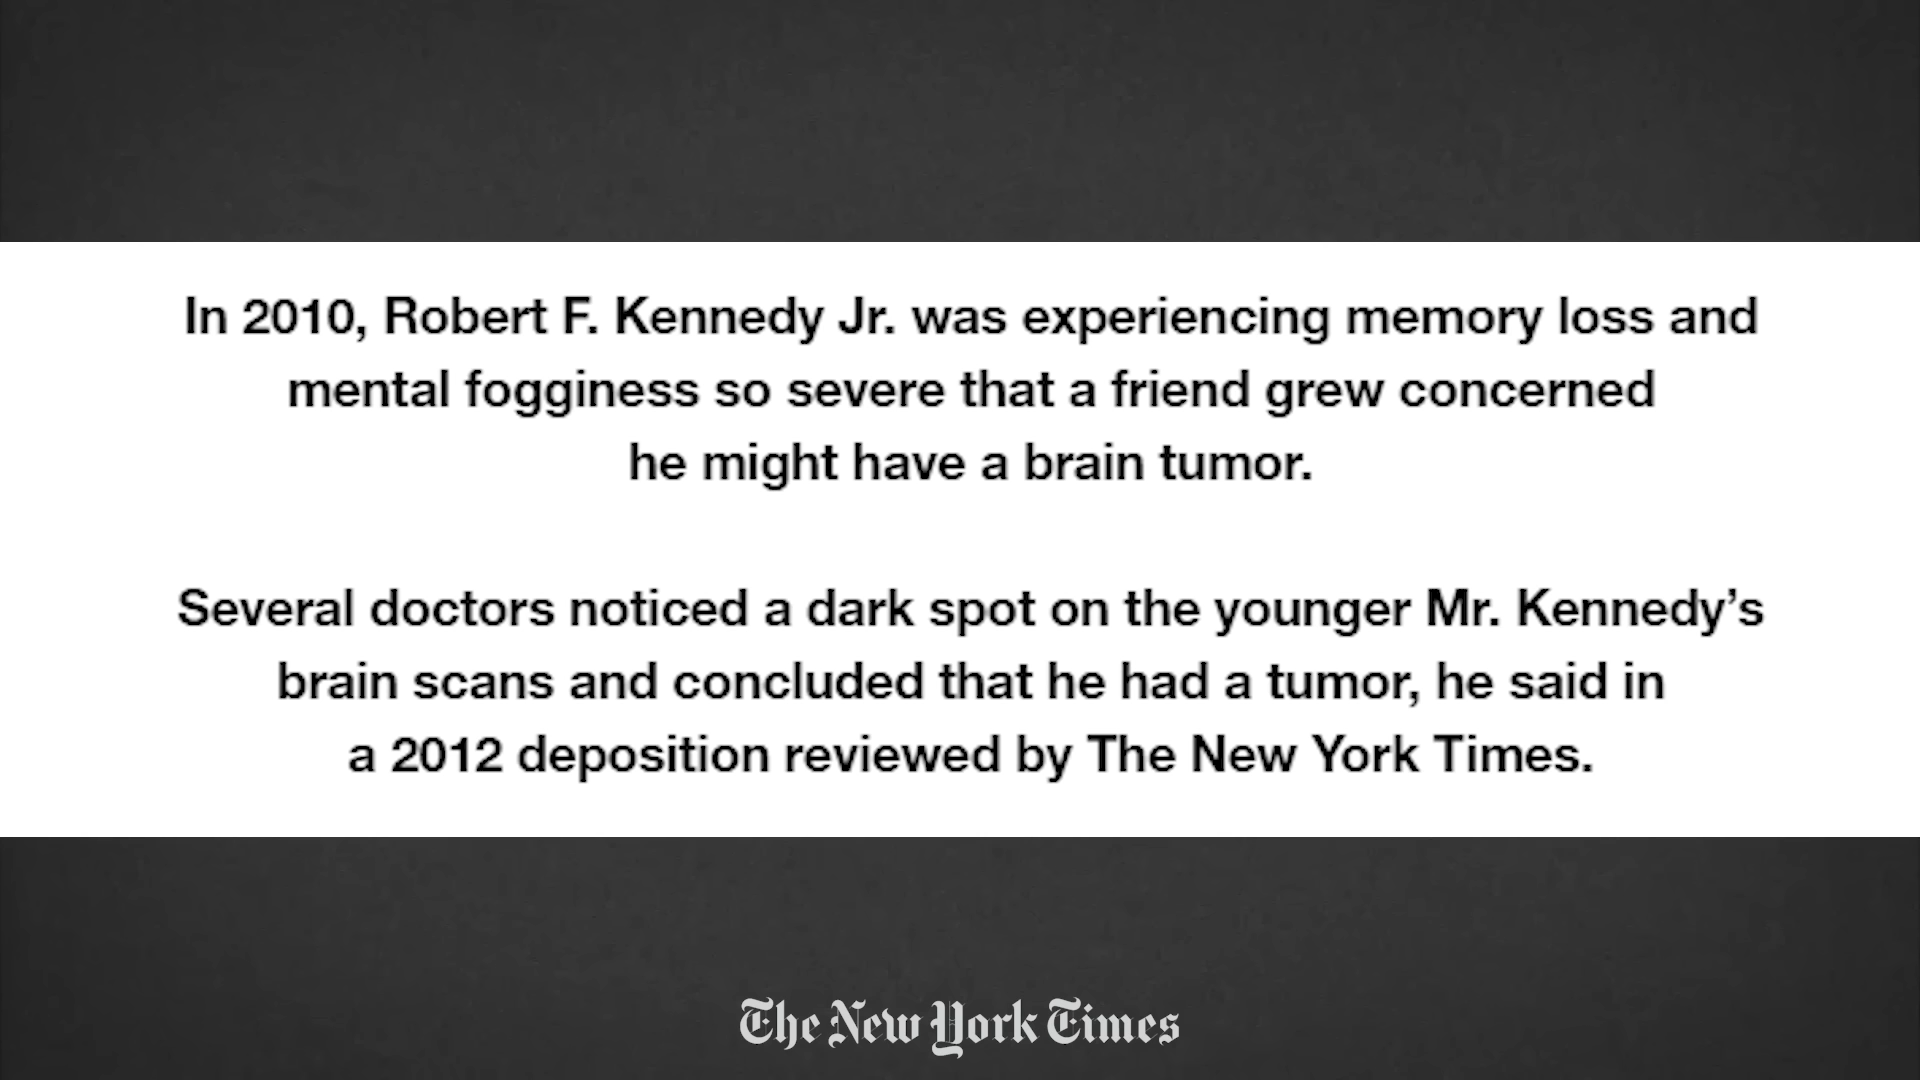 In 2010, Robert F. Kennedy Jr. was experiencing memory loss and
mental fogginess so severe that a friend grew concerned
he might have a brain tumor.
Several doctors noticed a dark spot on the younger Mr. Kennedy’s
brain scans and concluded that he had a tumor, he said in
a 2012 deposition reviewed by The New York Times.
The New York Times